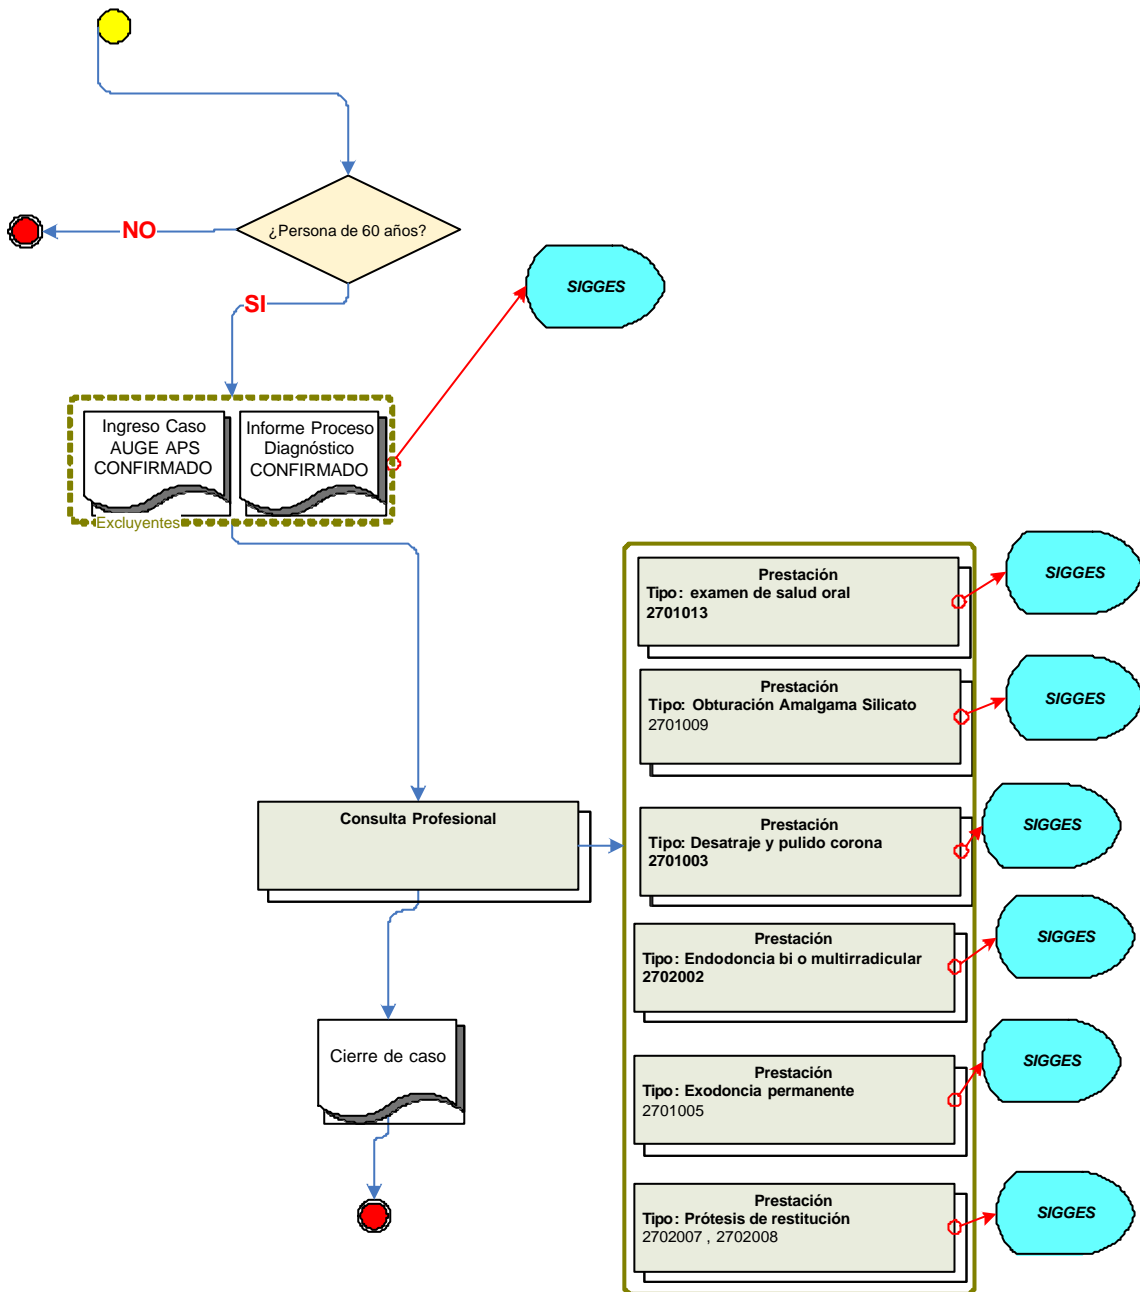 ¿Persona de 60 años?
NO
SI
SIGGES
Ingreso Caso
AUGE APS
CONFIRMADO
Informe Proceso
Diagnóstico
CONFIRMADO
Excluyentes
Prestación
Tipo: examen de salud oral
2701013
SIGGES
Prestación
Tipo: Obturación Amalgama Silicato
2701009
SIGGES
Consulta Profesional
Prestación
Tipo: Desatraje y pulido corona
2701003
SIGGES
Prestación
Tipo: Endodoncia bi o multirradicular
2702002
SIGGES
Cierre de caso
Prestación
Tipo: Exodoncia permanente
2701005
SIGGES
Prestación
Tipo: Prótesis de restitución
2702007 , 2702008
SIGGES